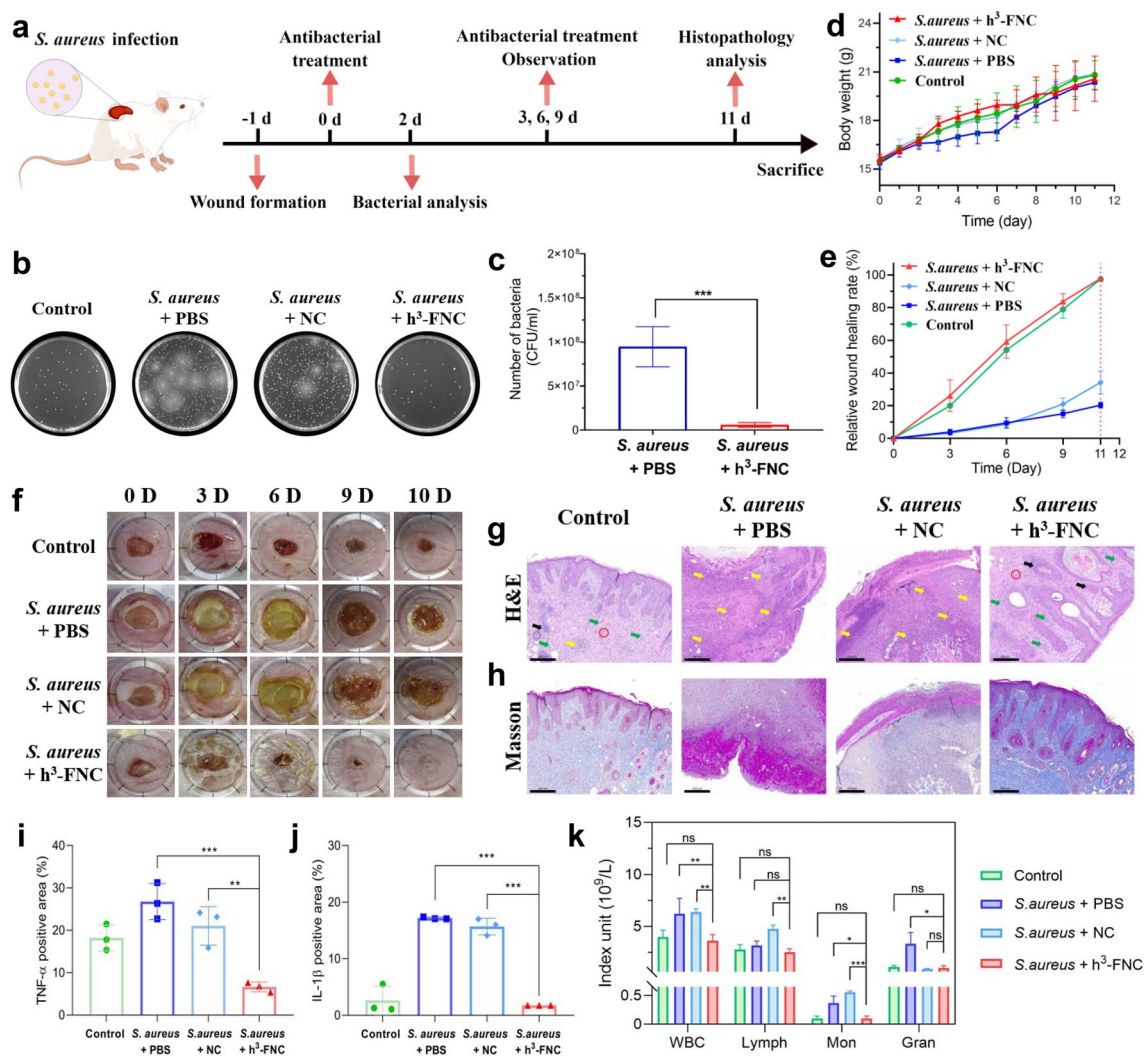 a
S. aureus infection
Antibacterial
treatment
Antibacterial treatment
Observation
Histopathology
analysis
-1 d
0 d
2 d
3, 6, 9 d
11 d
Sacrifice
Wound formation
Bacterial analysis
d
Body weight (g)
24
21
18
15
0 2 4 6 8 10 12
Time (day)
S.aureus + h³-FNC
S.aureus + NC
S.aureus + PBS
Control
b
Control
S. aureus
+ PBS
S. aureus
+ NC
S. aureus
+ h³-FNC
c
Number of bacteria
(CFU/ml)
2×10⁸
1×10⁸
1×10⁸
5×10⁷
0
***
S. aureus
+ PBS
S. aureus
+ h³-FNC
e
Relative wound healing rate (%)
100
80
60
40
20
0
0 3 6 9 11 12
Time (Day)
S.aureus + h³-FNC
S.aureus + NC
S.aureus + PBS
Control
f
0 D 3 D 6 D 9 D 10 D
Control
S. aureus
+ PBS
S. aureus
+ NC
S. aureus
+ h³-FNC
g
Control
S. aureus
+ PBS
S. aureus
+ NC
S. aureus
+ h³-FNC
H&E
h
Masson
i
TNF-α positive area (%)
40
30
20
10
0
***
**
Control
S. aureus
+ PBS
S. aureus
+ NC
S. aureus
+ h³-FNC
j
IL-1β positive area (%)
30
20
10
0
***
***
Control
S. aureus
+ PBS
S. aureus
+ NC
S. aureus
+ h³-FNC
k
Index unit (10⁹/L)
15
10
5
0.5
0.0
ns
**
**
ns
ns
**
ns
*
***
ns
*
ns
WBC Lymph Mon Gran
Control
S.aureus + PBS
S.aureus + NC
S.aureus + h³-FNC